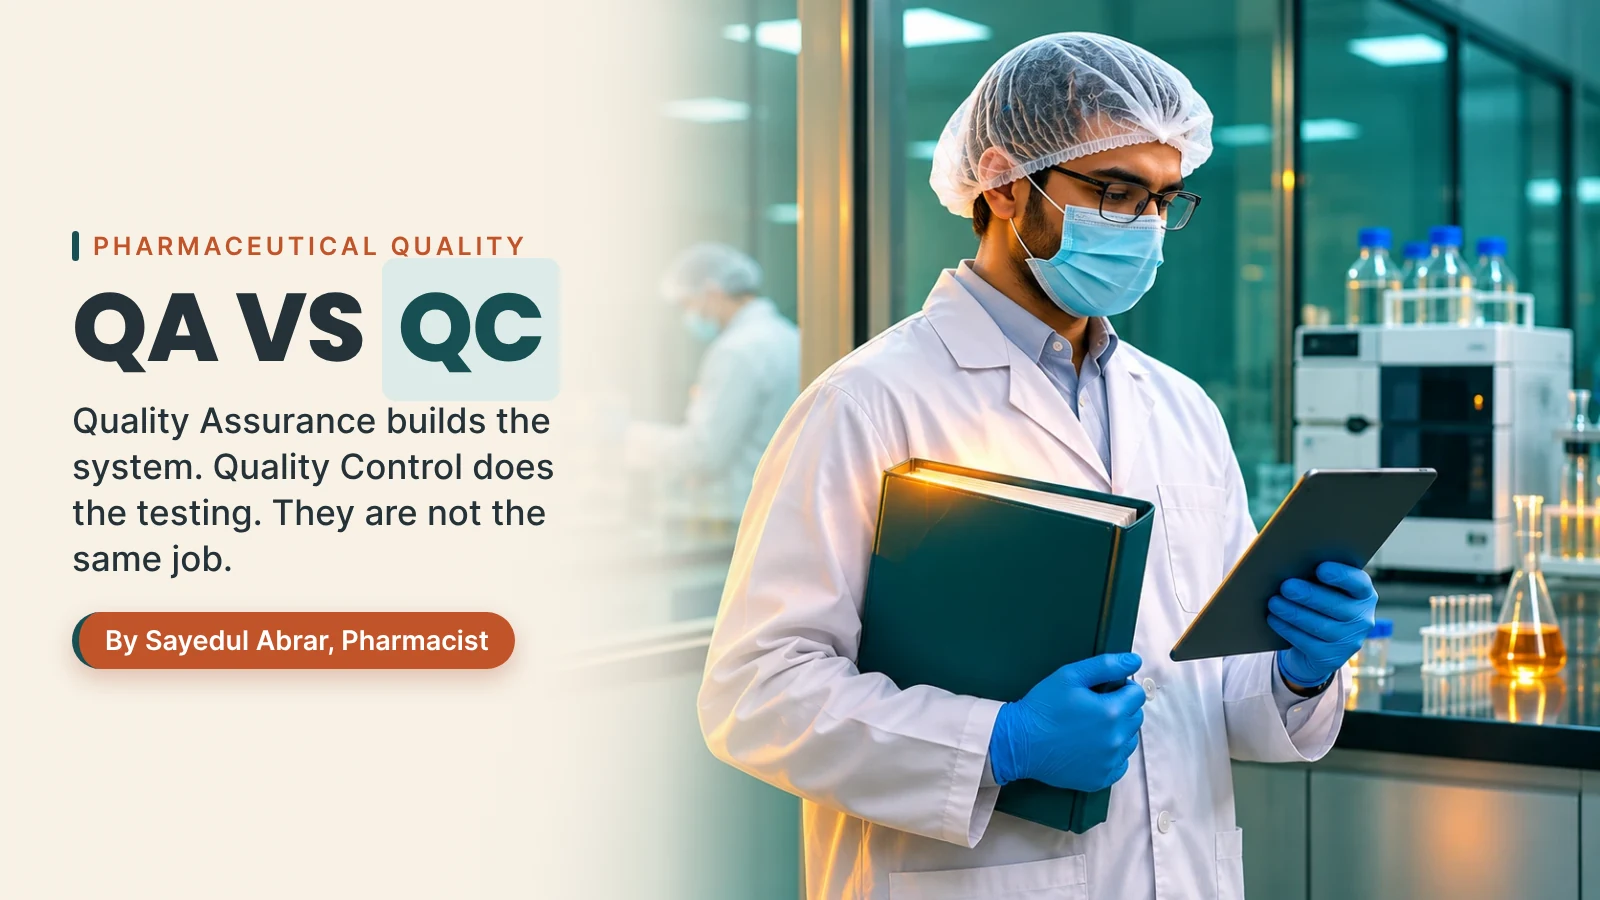 PHARMACEUTICAL QUALITY
QA VS QC
Quality Assurance builds the
system. Quality Control does
the testing. They are not the
same job.
By Sayedul Abrar, Pharmacist